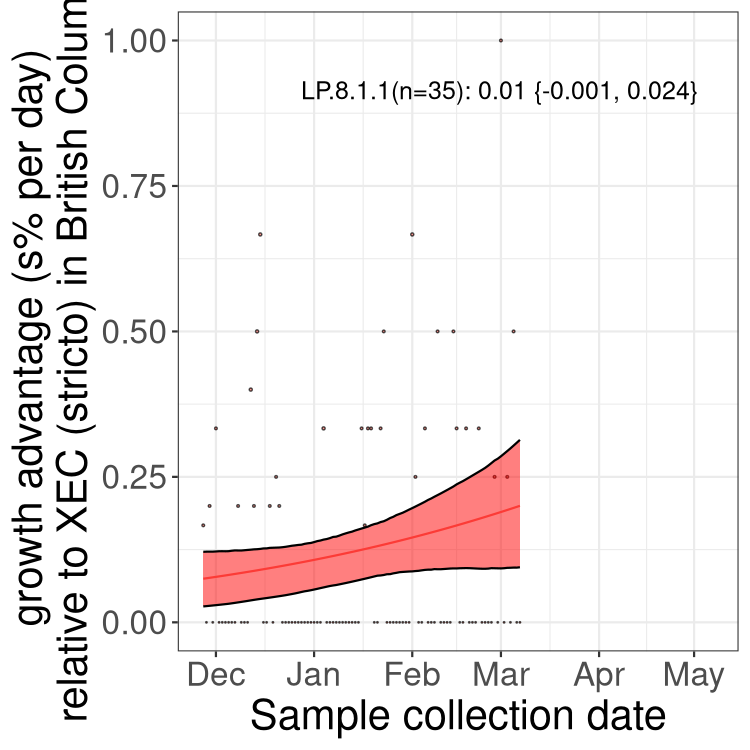 growth advantage (s% per day)
relative to XEC (stricto) in British Colum
1.00
0.75
0.50
0.25
0.00
LP.8.1.1(n=35): 0.01 {-0.001, 0.024}
Dec Jan Feb Mar Apr May
Sample collection date